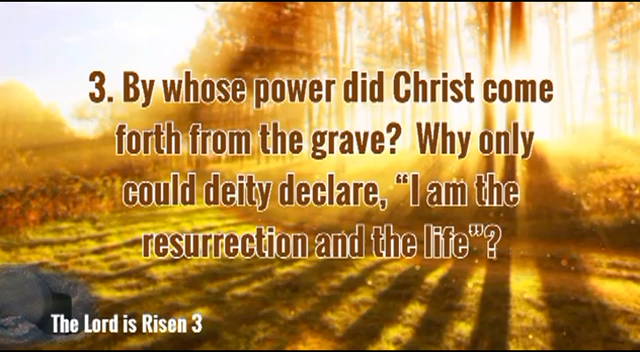 3. By whose power did Christ come
forth from the grave?  Why only
could deity declare, “I am the
resurrection and the life”?
The Lord is Risen 3